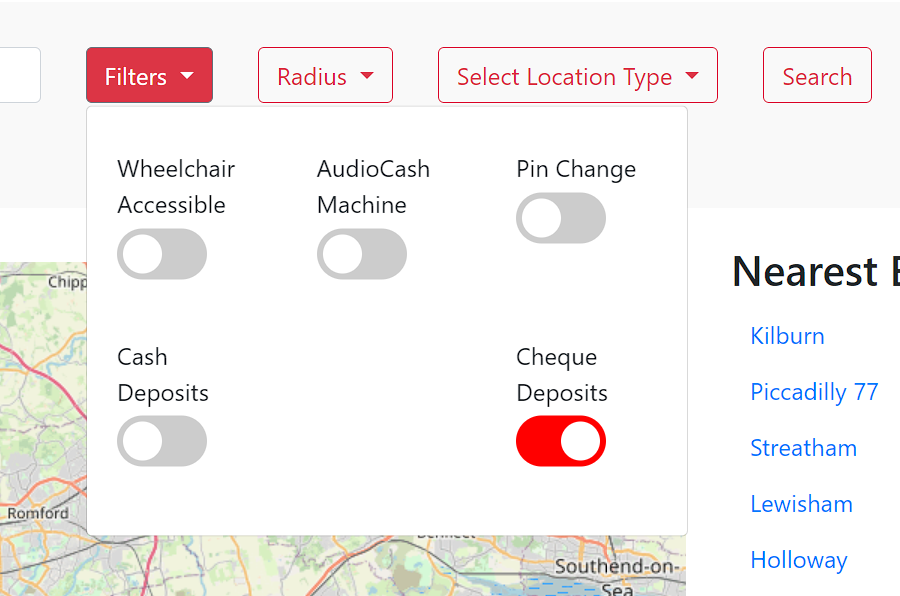 Filters
Radius
Select Location Type
Search
Wheelchair
Accessible
AudioCash
Machine
Pin Change
Cash
Deposits
Cheque
Deposits
Nearest
Kilburn
Piccadilly 77
Streatham
Lewisham
Holloway
Chipp
Romford
Southend-on-
Sea